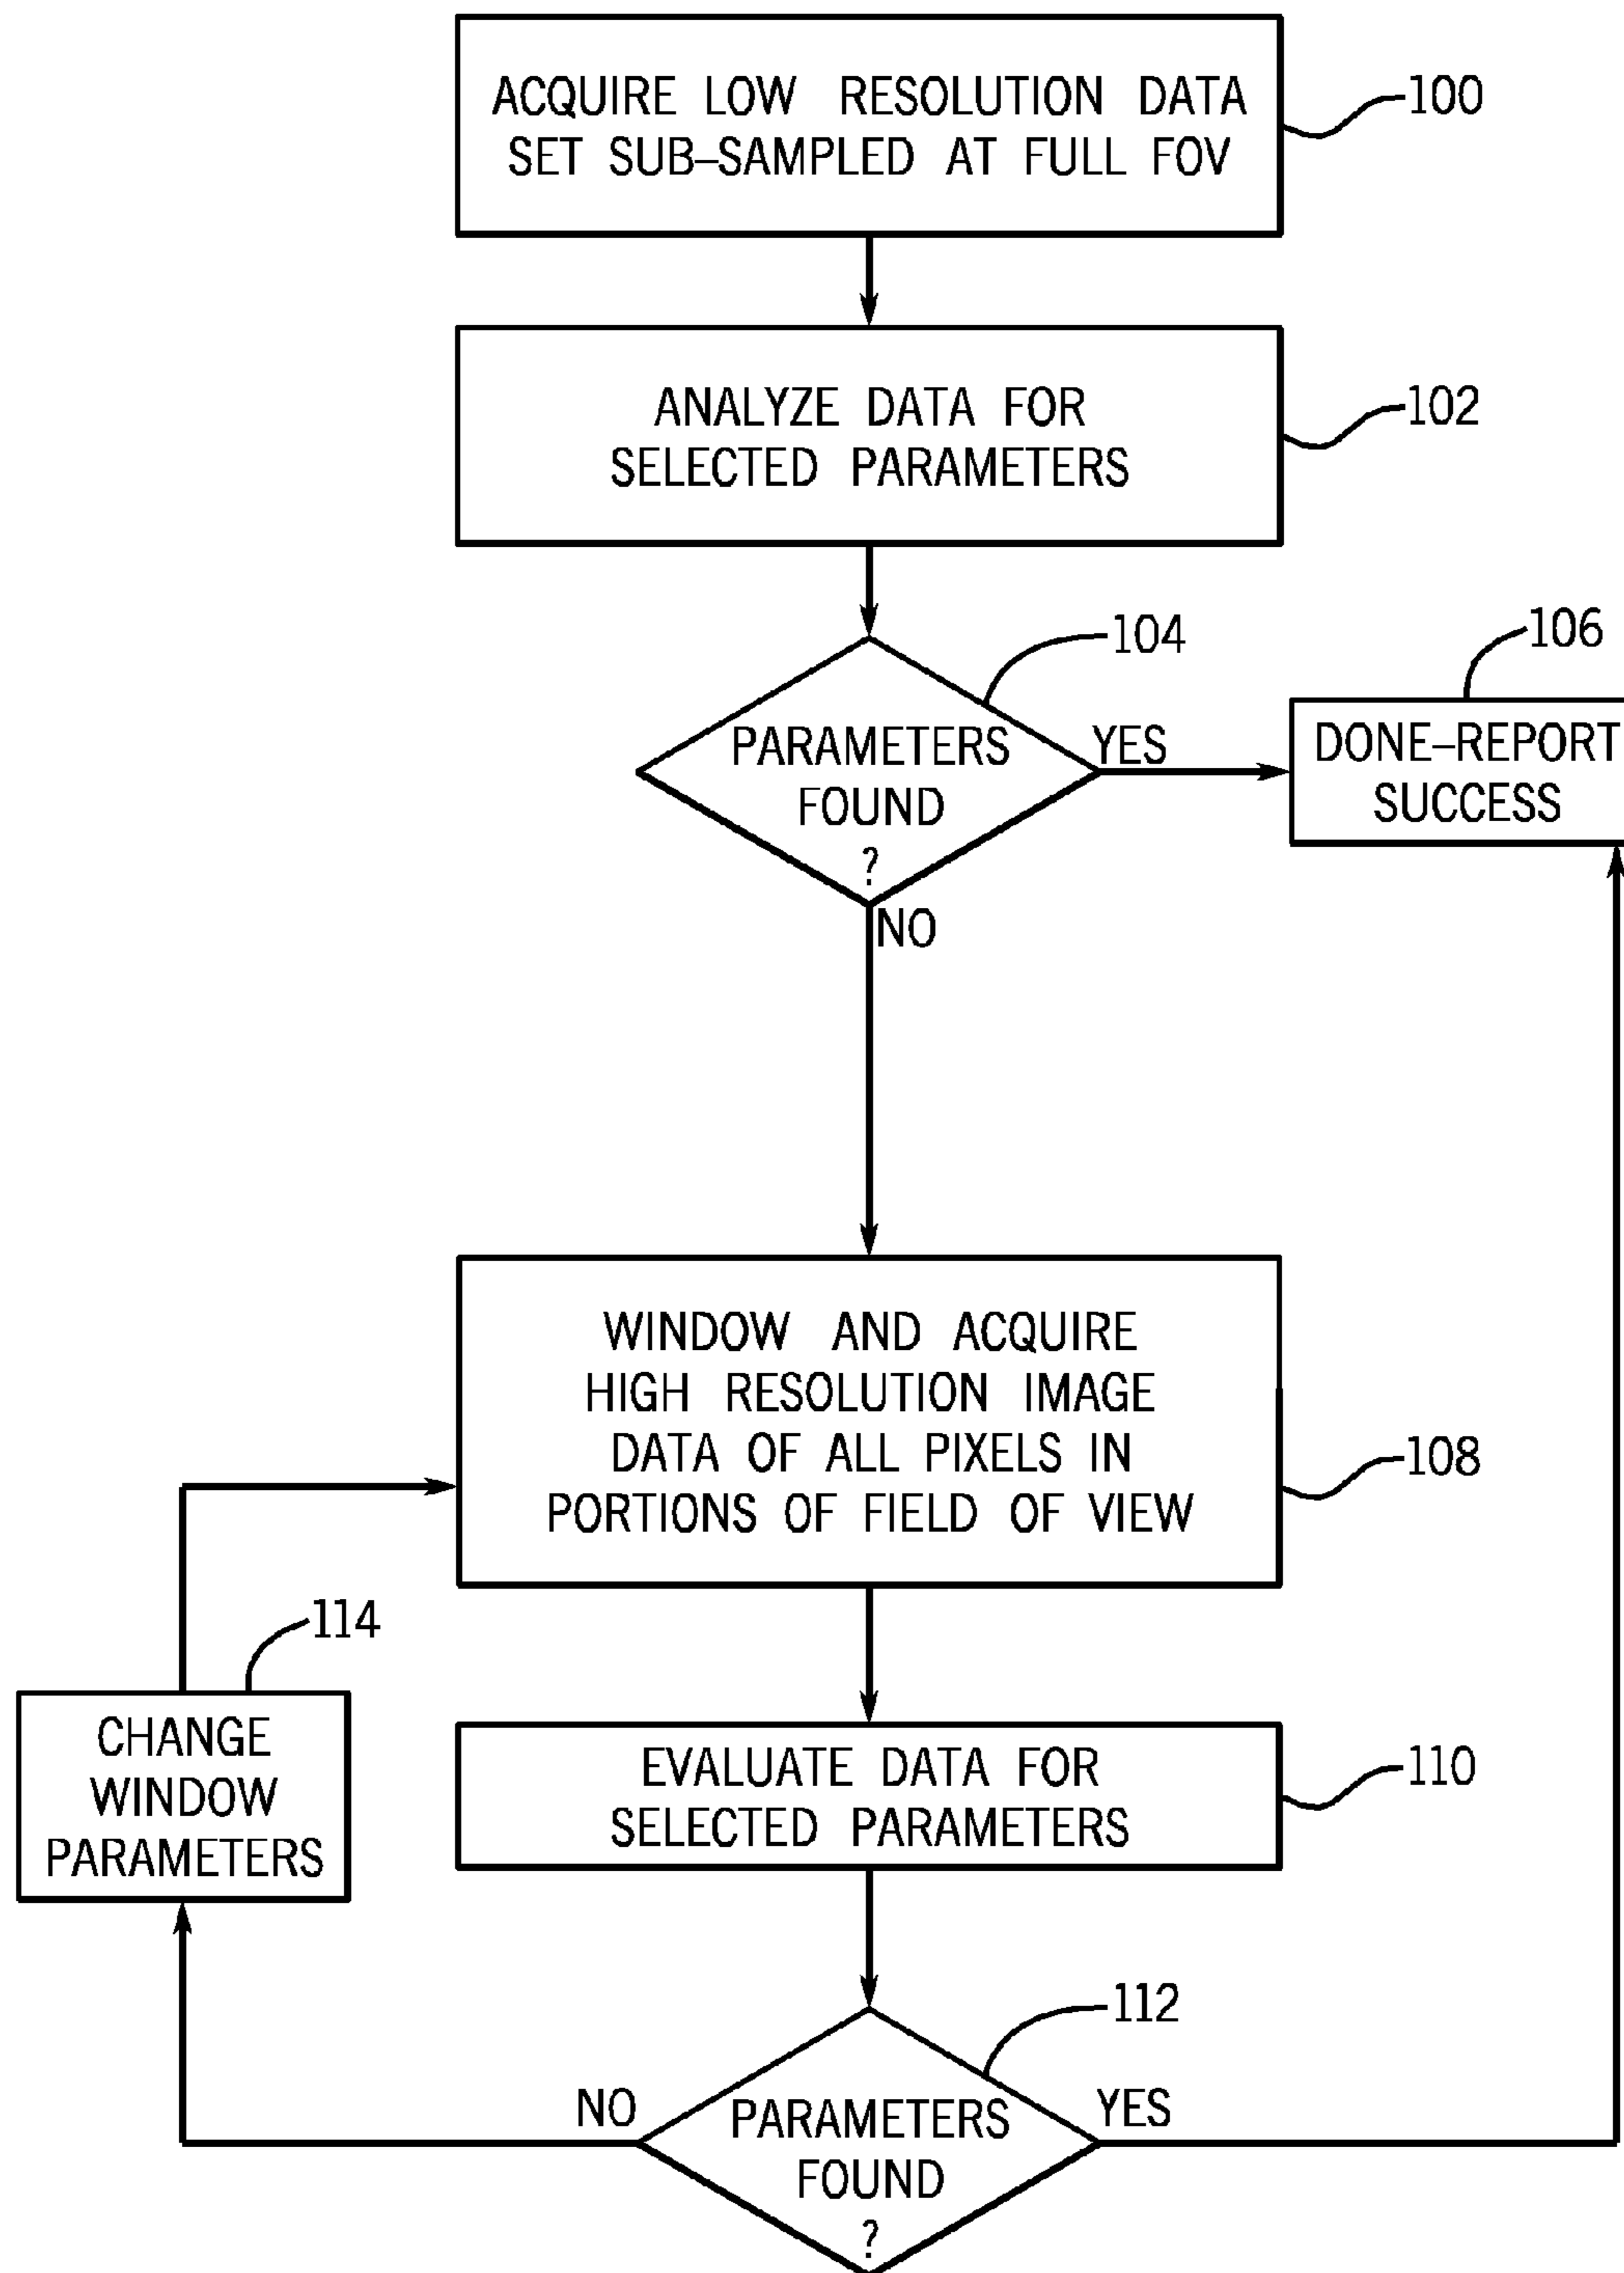 ACQUIRE LOW RESOLUTION DATA
SET SUB-SAMPLED AT FULL FOV
100
ANALYZE DATA FOR
SELECTED PARAMETERS
102
104
PARAMETERS
FOUND
?
YES
NO
106
DONE-REPORT
SUCCESS
WINDOW AND ACQUIRE
HIGH RESOLUTION IMAGE
DATA OF ALL PIXELS IN
PORTIONS OF FIELD OF VIEW
108
114
CHANGE
WINDOW
PARAMETERS
EVALUATE DATA FOR
SELECTED PARAMETERS
110
112
NO
PARAMETERS
FOUND
?
YES